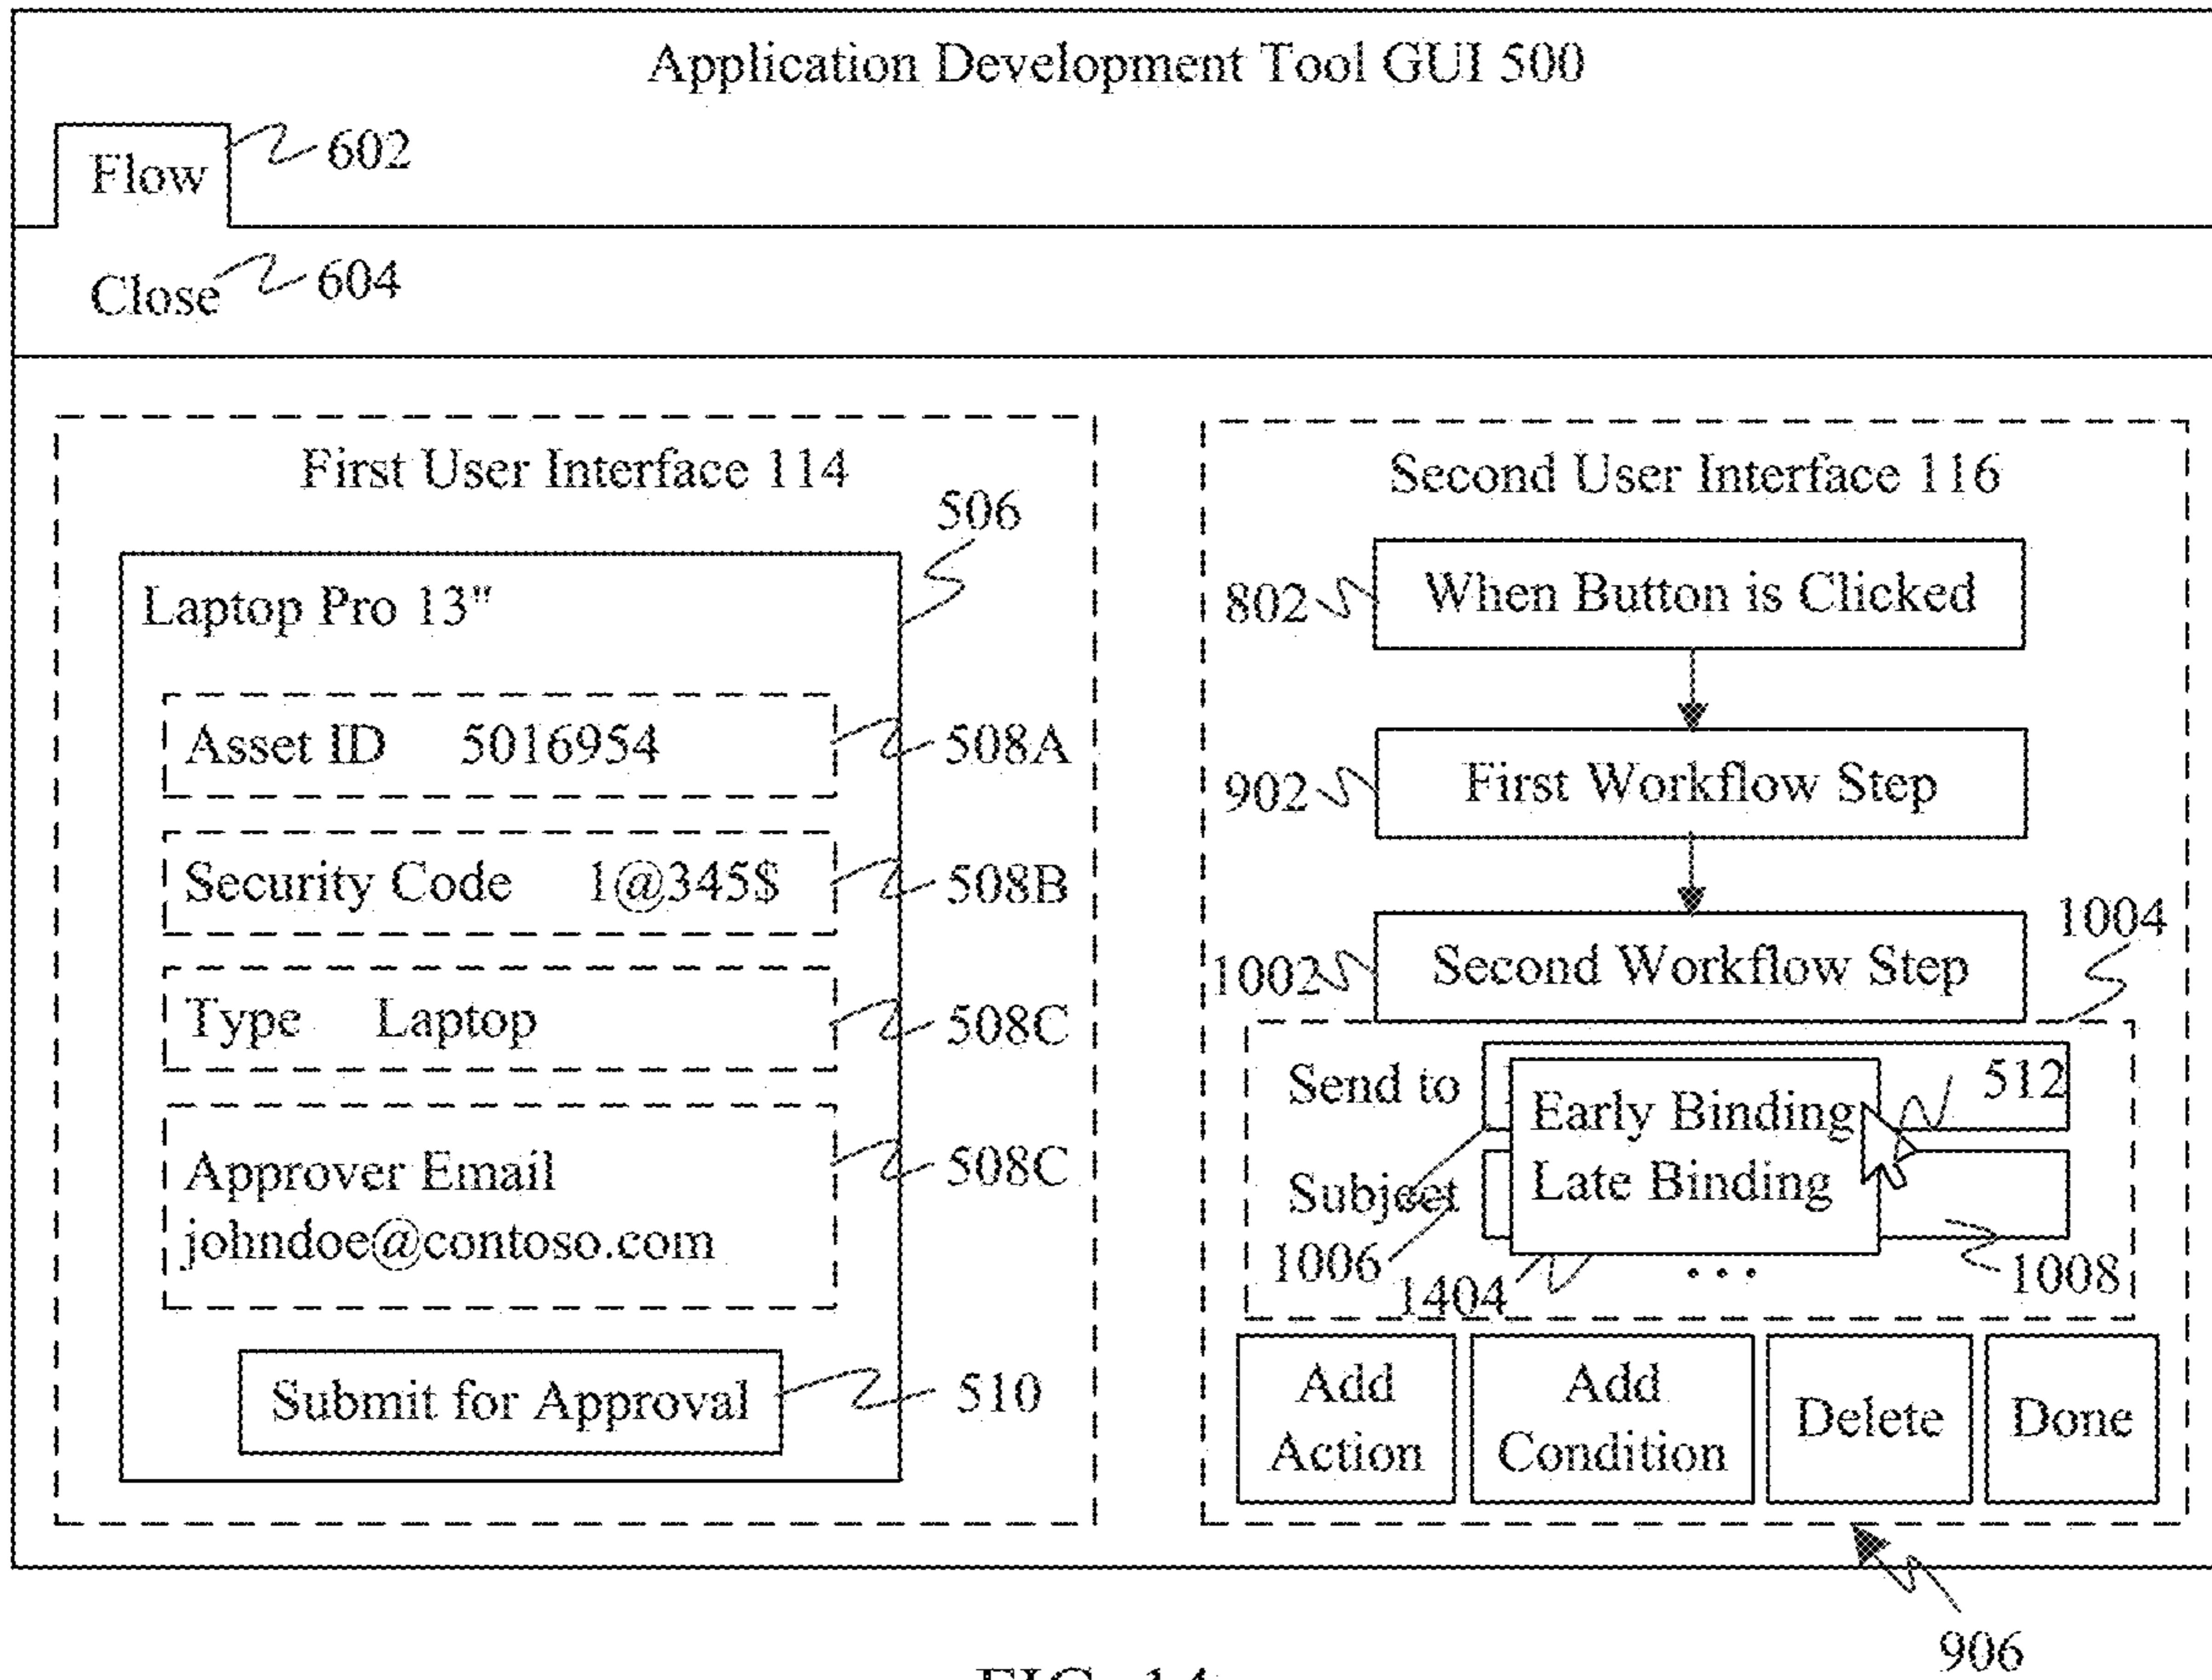 Application Development Tool GUI 500
Flow
602
Close
604
First User Interface 114
506
Laptop Pro 13"
Asset ID 5016954
508A
Security Code 1@345$
508B
Type Laptop
508C
Approver Email
johndoe@contoso.com
508C
Submit for Approval
510
Second User Interface 116
802
When Button is Clicked
902
First Workflow Step
1002
Second Workflow Step
1004
Send to
Early Binding
512
Subject
Late Binding
1006
1404
...
1008
Add
Action
Add
Condition
Delete
Done
906
FIG. 14